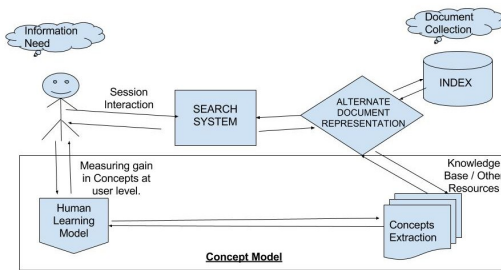 Information
Need
Document
Collection
INDEX
Session
Interaction
SEARCH
SYSTEM
ALTERNATE
DOCUMENT
REPRESENTATION
Measuring gain
in Concepts at
user level.
Knowledge
Base / Other
Resources
Human
Learning
Model
Concepts
Extraction
Concept Model